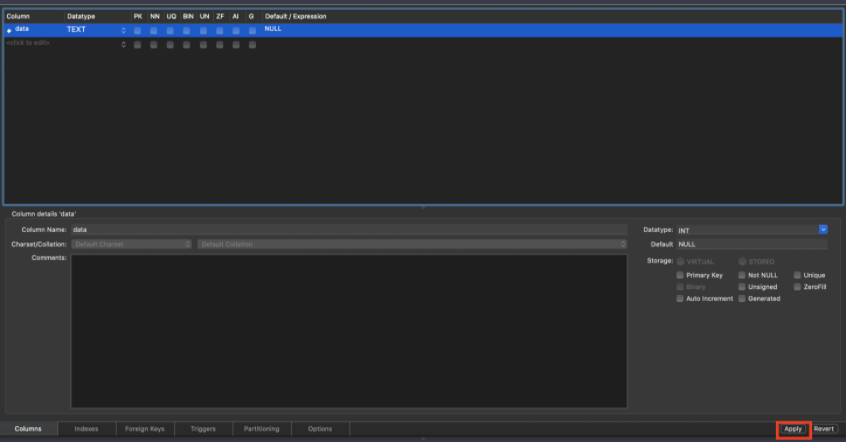 Column Datatype PK NN UQ BIN UN ZF AI G Default / Expression
data TEXT NULL
<click to edit>
Column details 'data'
Column Name: data Datatype: INT
Charset/Collation: Default Charset Default Collation Default NULL
Comments: Storage: VIRTUAL STORED
Primary Key Not NULL Unique
Binary Unsigned ZeroFill
Auto Increment Generated
Columns Indexes Foreign Keys Triggers Partitioning Options Apply Revert